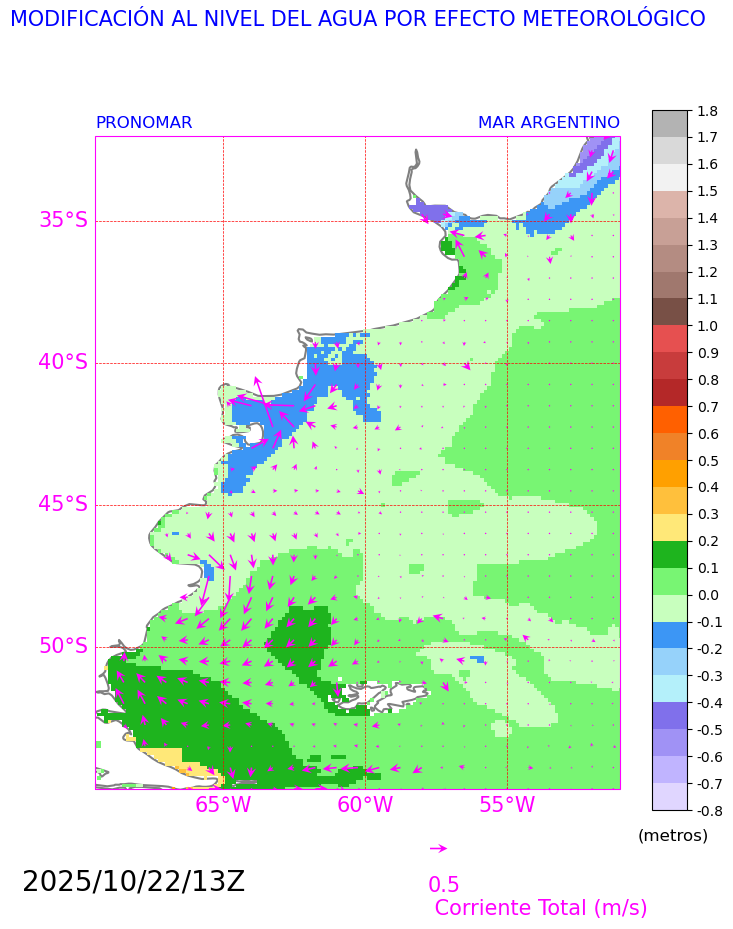 MODIFICACIÓN AL NIVEL DEL AGUA POR EFECTO METEOROLÓGICO
PRONOMAR
MAR ARGENTINO
35°S
40°S
45°S
50°S
65°W
60°W
55°W
1.8
1.7
1.6
1.5
1.4
1.3
1.2
1.1
1.0
0.9
0.8
0.7
0.6
0.5
0.4
0.3
0.2
0.1
0.0
-0.1
-0.2
-0.3
-0.4
-0.5
-0.6
-0.7
-0.8
(metros)
2025/10/22/13Z
0.5
Corriente Total (m/s)